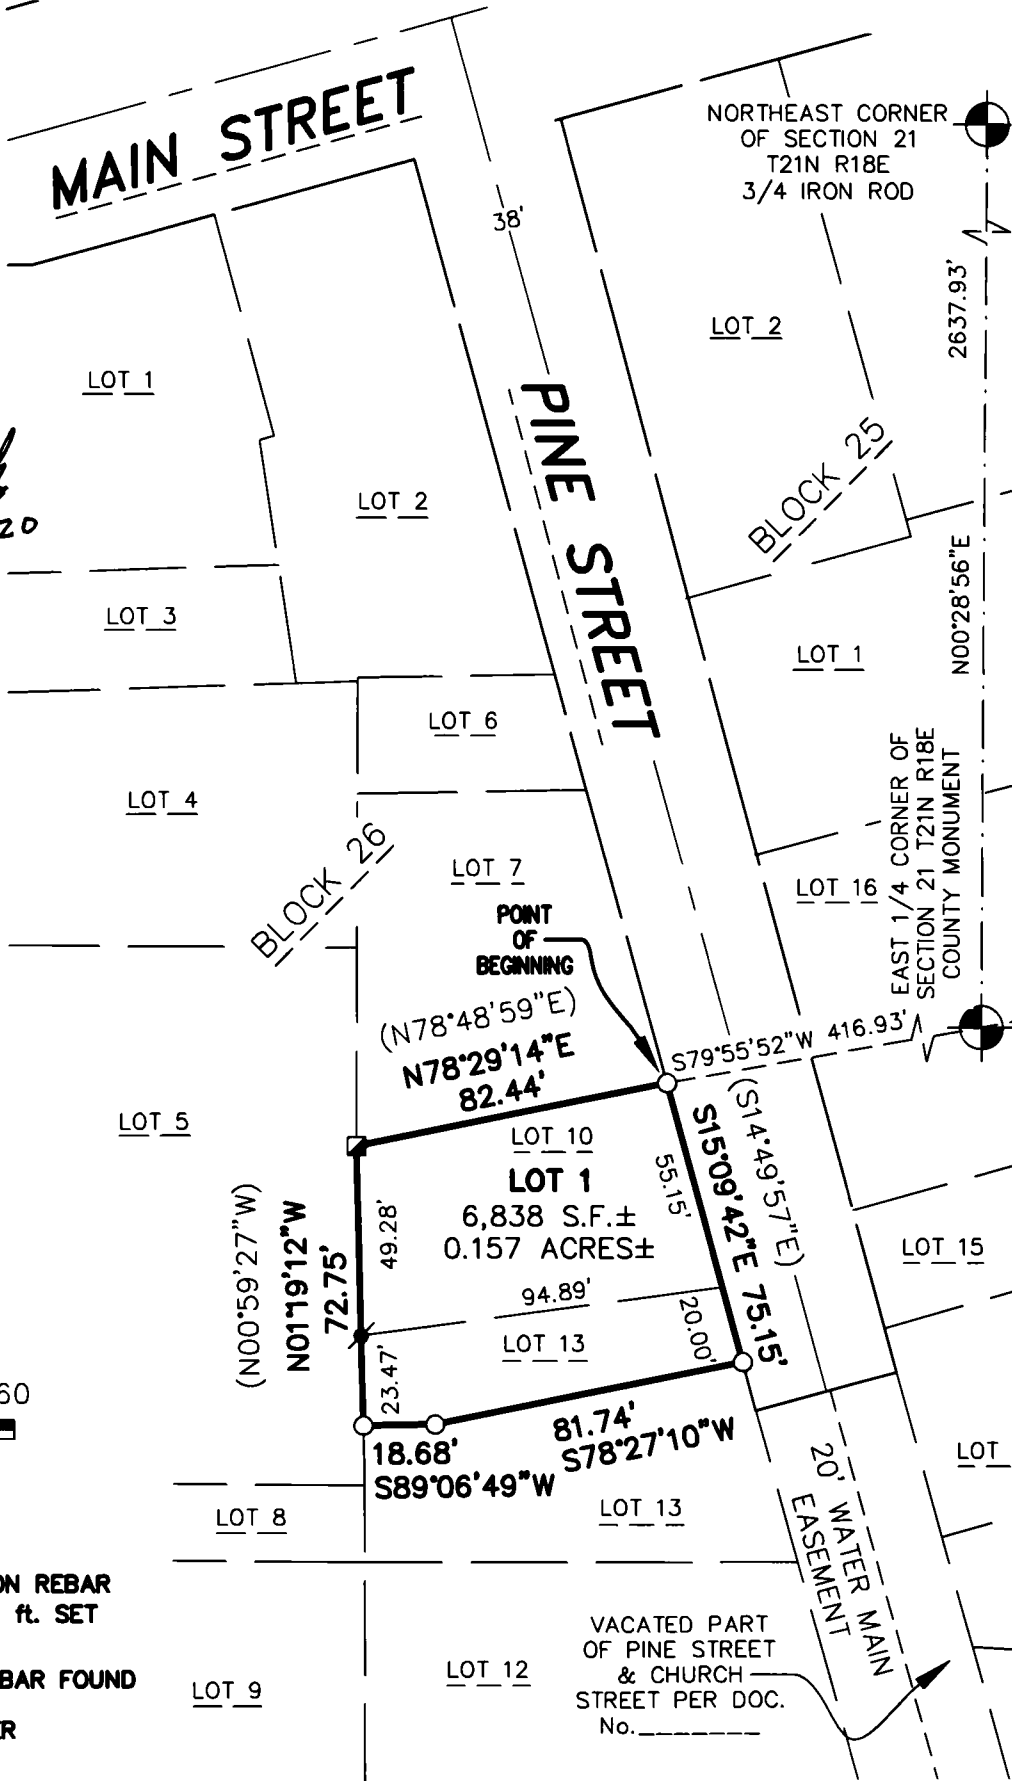 MAIN STREET
NORTHEAST CORNER
OF SECTION 21
T21N R18E
3/4 IRON ROD
38'
2637.93'
LOT 2
LOT 1
PINE STREET
BLOCK 25
LOT 2
20
N00°28'56"E
LOT 3
LOT 1
LOT 6
EAST 1/4 CORNER OF
SECTION 21 T21N R18E
COUNTY MONUMENT
LOT 4
BLOCK 26
LOT 7
LOT 16
POINT
OF
BEGINNING
(N78°48'59"E)
N78°29'14"E
82.44'
S79°55'52"W 416.93'
LOT 5
LOT 10
LOT 1
6,838 S.F.±
0.157 ACRES±
55.15'
S15°09'42"E 75.15'
(S14°49'57"E)
(N00°59'27"W)
N01°19'12"W
72.75'
49.28'
LOT 15
94.89'
20.00'
LOT 13
23.47'
60
81.74'
S78°27'10"W
18.68'
S89°06'49"W
LOT
20' WATER MAIN
EASEMENT
LOT 13
LOT 8
ON REBAR
ft. SET
VACATED PART
OF PINE STREET
& CHURCH
STREET PER DOC.
No._______
BAR FOUND
LOT 12
LOT 9
ER